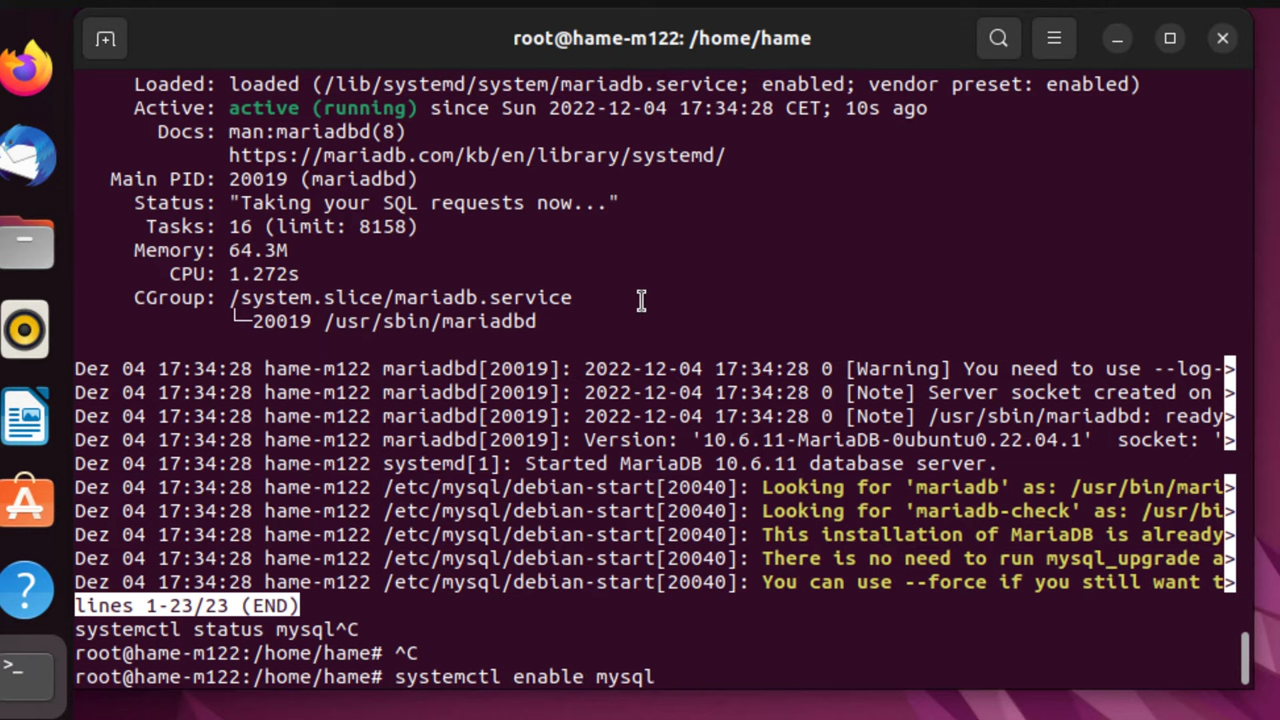 root@hame-m122: /home/hame
Loaded: loaded (/lib/systemd/system/mariadb.service; enabled; vendor preset: enabled)
Active: active (running) since Sun 2022-12-04 17:34:28 CET; 10s ago
Docs: man:mariadbd(8)
https://mariadb.com/kb/en/library/systemd/
Main PID: 20019 (mariadbd)
Status: "Taking your SQL requests now..."
Tasks: 16 (limit: 8158)
Memory: 64.3M
CPU: 1.272s
CGroup: /system.slice/mariadb.service
└─20019 /usr/sbin/mariadbd
Dez 04 17:34:28 hame-m122 mariadbd[20019]: 2022-12-04 17:34:28 0 [Warning] You need to use --log->
Dez 04 17:34:28 hame-m122 mariadbd[20019]: 2022-12-04 17:34:28 0 [Note] Server socket created on >
Dez 04 17:34:28 hame-m122 mariadbd[20019]: 2022-12-04 17:34:28 0 [Note] /usr/sbin/mariadbd: ready>
Dez 04 17:34:28 hame-m122 mariadbd[20019]: Version: '10.6.11-MariaDB-0ubuntu0.22.04.1'  socket: '>
Dez 04 17:34:28 hame-m122 systemd[1]: Started MariaDB 10.6.11 database server.
Dez 04 17:34:28 hame-m122 /etc/mysql/debian-start[20040]: Looking for 'mariadb' as: /usr/bin/mari>
Dez 04 17:34:28 hame-m122 /etc/mysql/debian-start[20040]: Looking for 'mariadb-check' as: /usr/bi>
Dez 04 17:34:28 hame-m122 /etc/mysql/debian-start[20040]: This installation of MariaDB is already>
Dez 04 17:34:28 hame-m122 /etc/mysql/debian-start[20040]: There is no need to run mysql_upgrade a>
Dez 04 17:34:28 hame-m122 /etc/mysql/debian-start[20040]: You can use --force if you still want t>
lines 1-23/23 (END)
systemctl status mysql^C
root@hame-m122:/home/hame# ^C
root@hame-m122:/home/hame# systemctl enable mysql